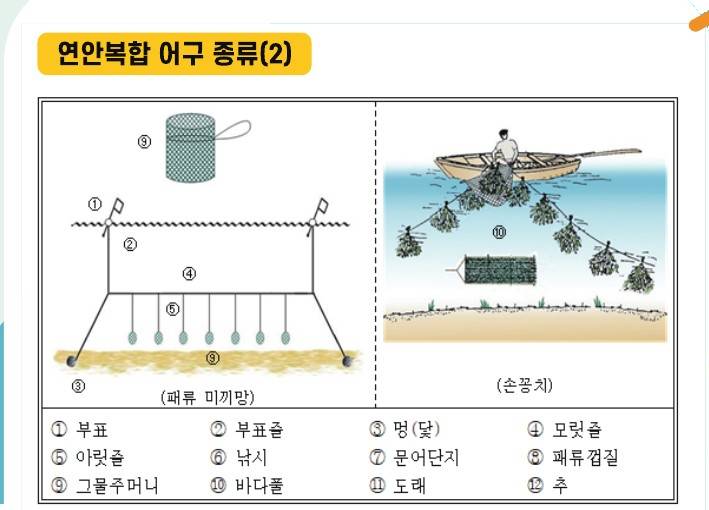 연안복합 어구 종류(2)
⑨
①
②
④
⑤
⑨
③
(패류 미끼망)
⑩
(손꽁치)
① 부표 ② 부표줄 ③ 멍(닻) ④ 모릿줄
⑤ 아릿줄 ⑥ 낚시 ⑦ 문어단지 ⑧ 패류껍질
⑨ 그물주머니 ⑩ 바다풀 ⑪ 도래 ⑫ 추